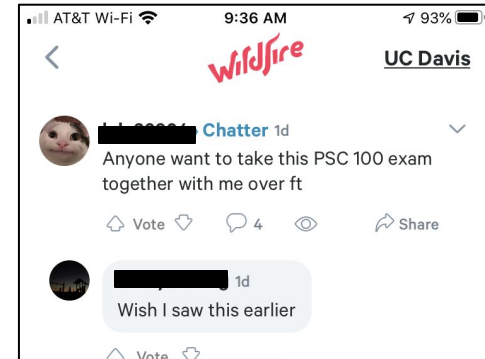 AT&T Wi-Fi 9:36 AM 93%
Wildfire
UC Davis
Chatter 1d
Anyone want to take this PSC 100 exam
together with me over ft
Vote 4 Share
1d
Wish I saw this earlier
Vote